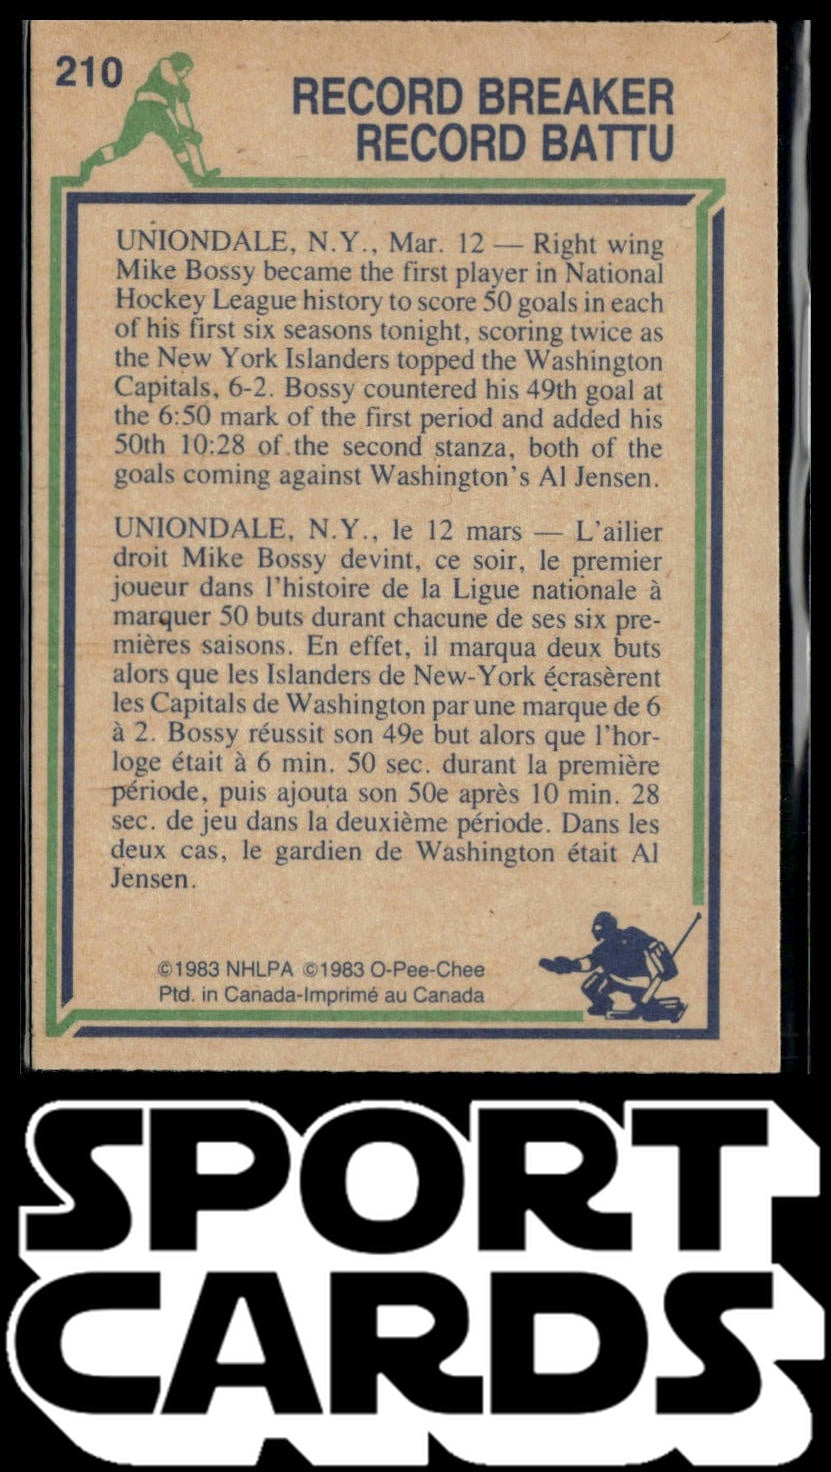 210
RECORD BREAKER
RECORD BATTU
UNIONDALE, N.Y., Mar. 12 — Right wing
Mike Bossy became the first player in National
Hockey League history to score 50 goals in each
of his first six seasons tonight, scoring twice as
the New York Islanders topped the Washington
Capitals, 6-2. Bossy countered his 49th goal at
the 6:50 mark of the first period and added his
50th 10:28 of the second stanza, both of the
goals coming against Washington's Al Jensen.
UNIONDALE, N.Y., le 12 mars — L'ailier
droit Mike Bossy devint, ce soir, le premier
joueur dans l'histoire de la Ligue nationale à
marquer 50 buts durant chacune de ses six pre-
mières saisons. En effet, il marqua deux buts
alors que les Islanders de New-York écrasèrent
les Capitals de Washington par une marque de 6
à 2. Bossy réussit son 49e but alors que l'hor-
loge était à 6 min. 50 sec. durant la première
période, puis ajouta son 50e après 10 min. 28
sec. de jeu dans la deuxième période. Dans les
deux cas, le gardien de Washington était Al
Jensen.
©1983 NHLPA ©1983 O-Pee-Chee
Ptd. in Canada-Imprimé au Canada
SPORT
CARDS